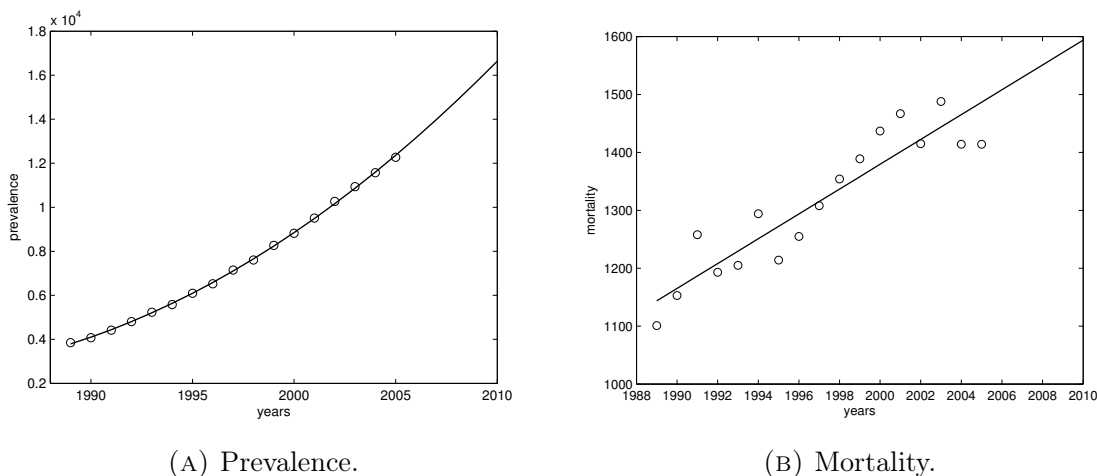 x 10⁴
1.8
1.6
1.4
1.2
1
0.8
0.6
0.4
0.2
prevalence
1990 1995 2000 2005 2010
years
(A) Prevalence.
1600
1500
1400
1300
1200
1100
1000
mortality
1988 1990 1992 1994 1996 1998 2000 2002 2004 2006 2008 2010
years
(B) Mortality.